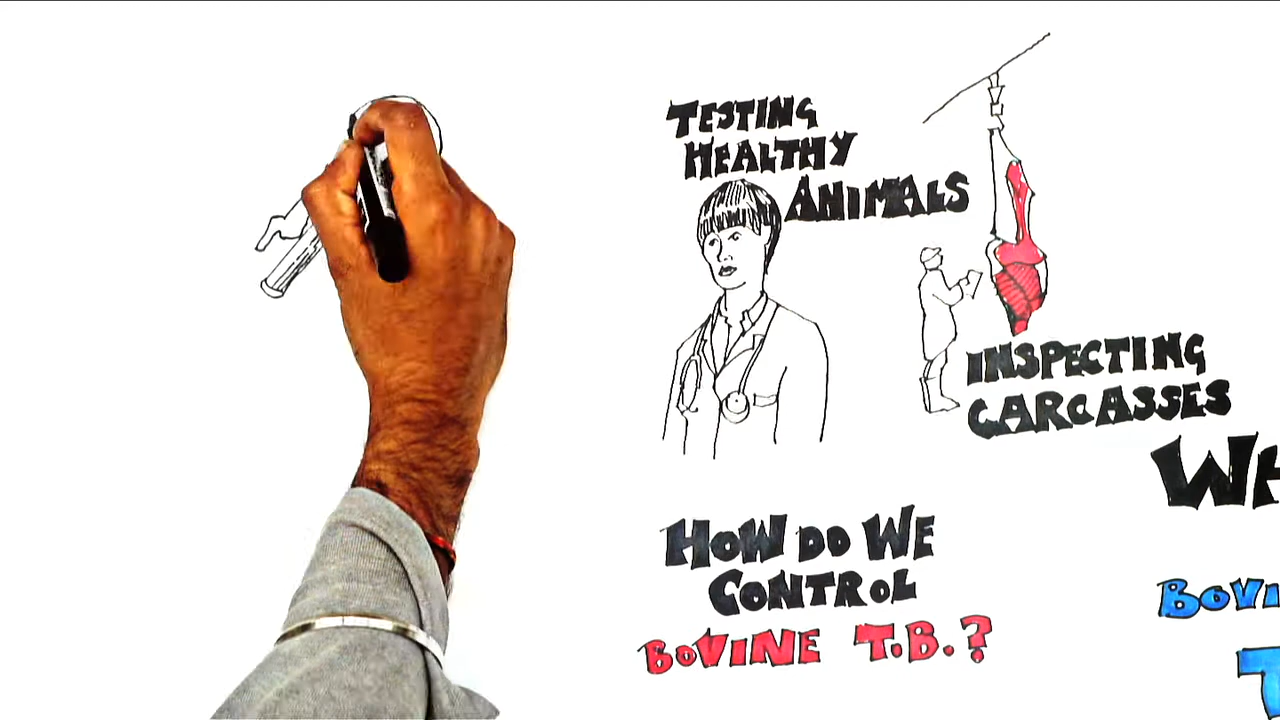 TESTING
HEALTHY
ANIMALS
INSPECTING
CARCASSES
HOW DO WE
CONTROL
BOVINE T.B.?